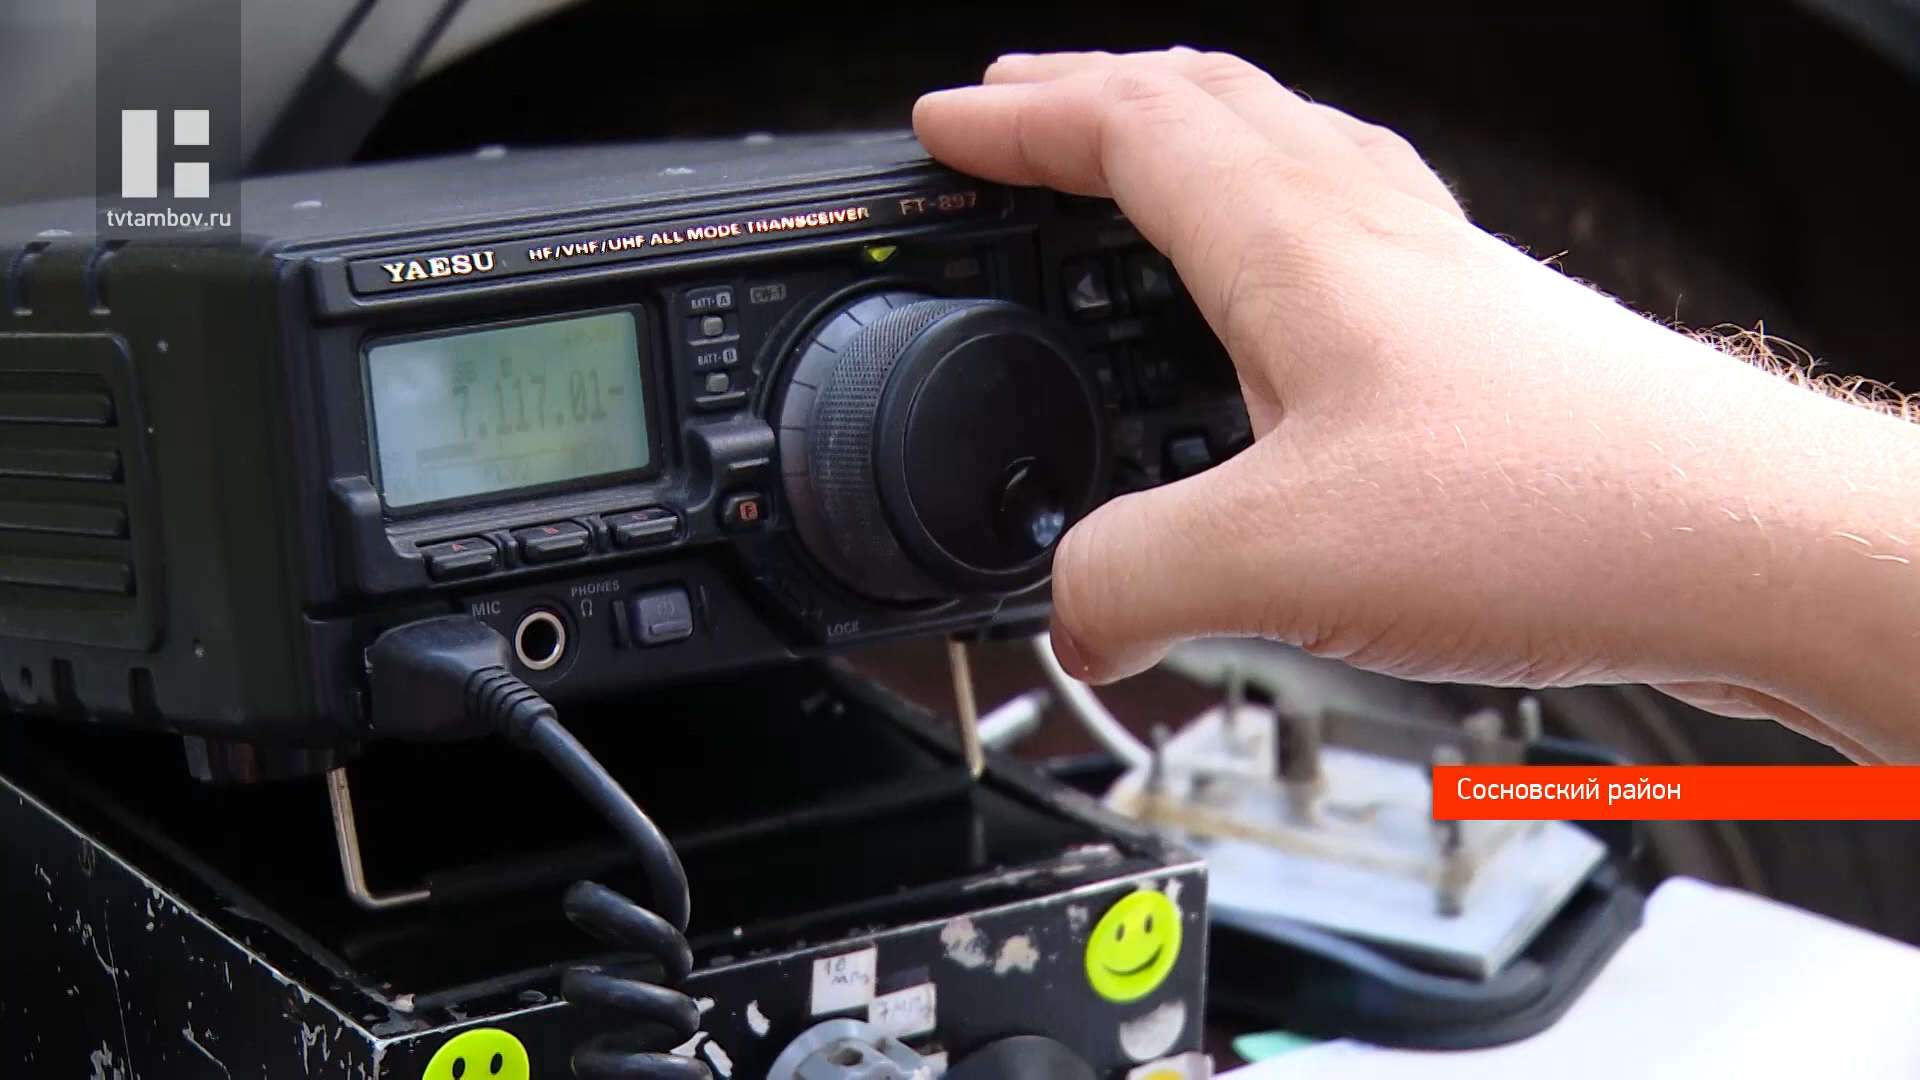 tvtambov.ru
YAESU HF/VHF/UHF ALL MODE TRANSCEIVER FT-897
BATT-A
CW-T
BATT-B
7.117.01
F
MIC
PHONES
LOCK
Сосновский район